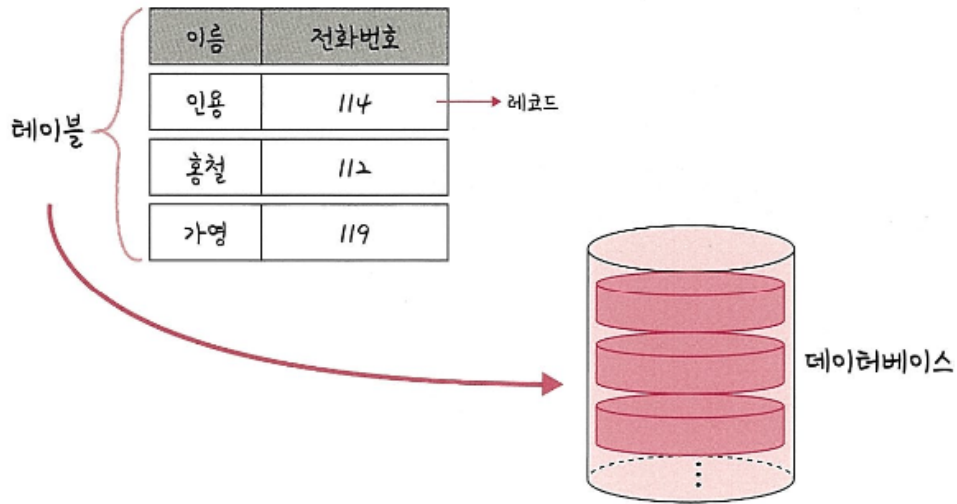 이름 전화번호
인용 114 레코드
테이블
홍철 112
가영 119
데이터베이스